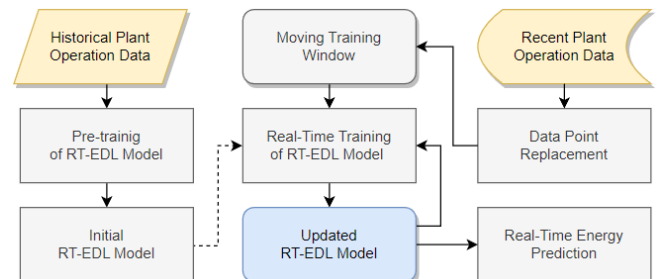 Historical Plant
Operation Data
Moving Training
Window
Recent Plant
Operation Data
Pre-trainig
of RT-EDL Model
Real-Time Training
of RT-EDL Model
Data Point
Replacement
Initial
RT-EDL Model
Updated
RT-EDL Model
Real-Time Energy
Prediction